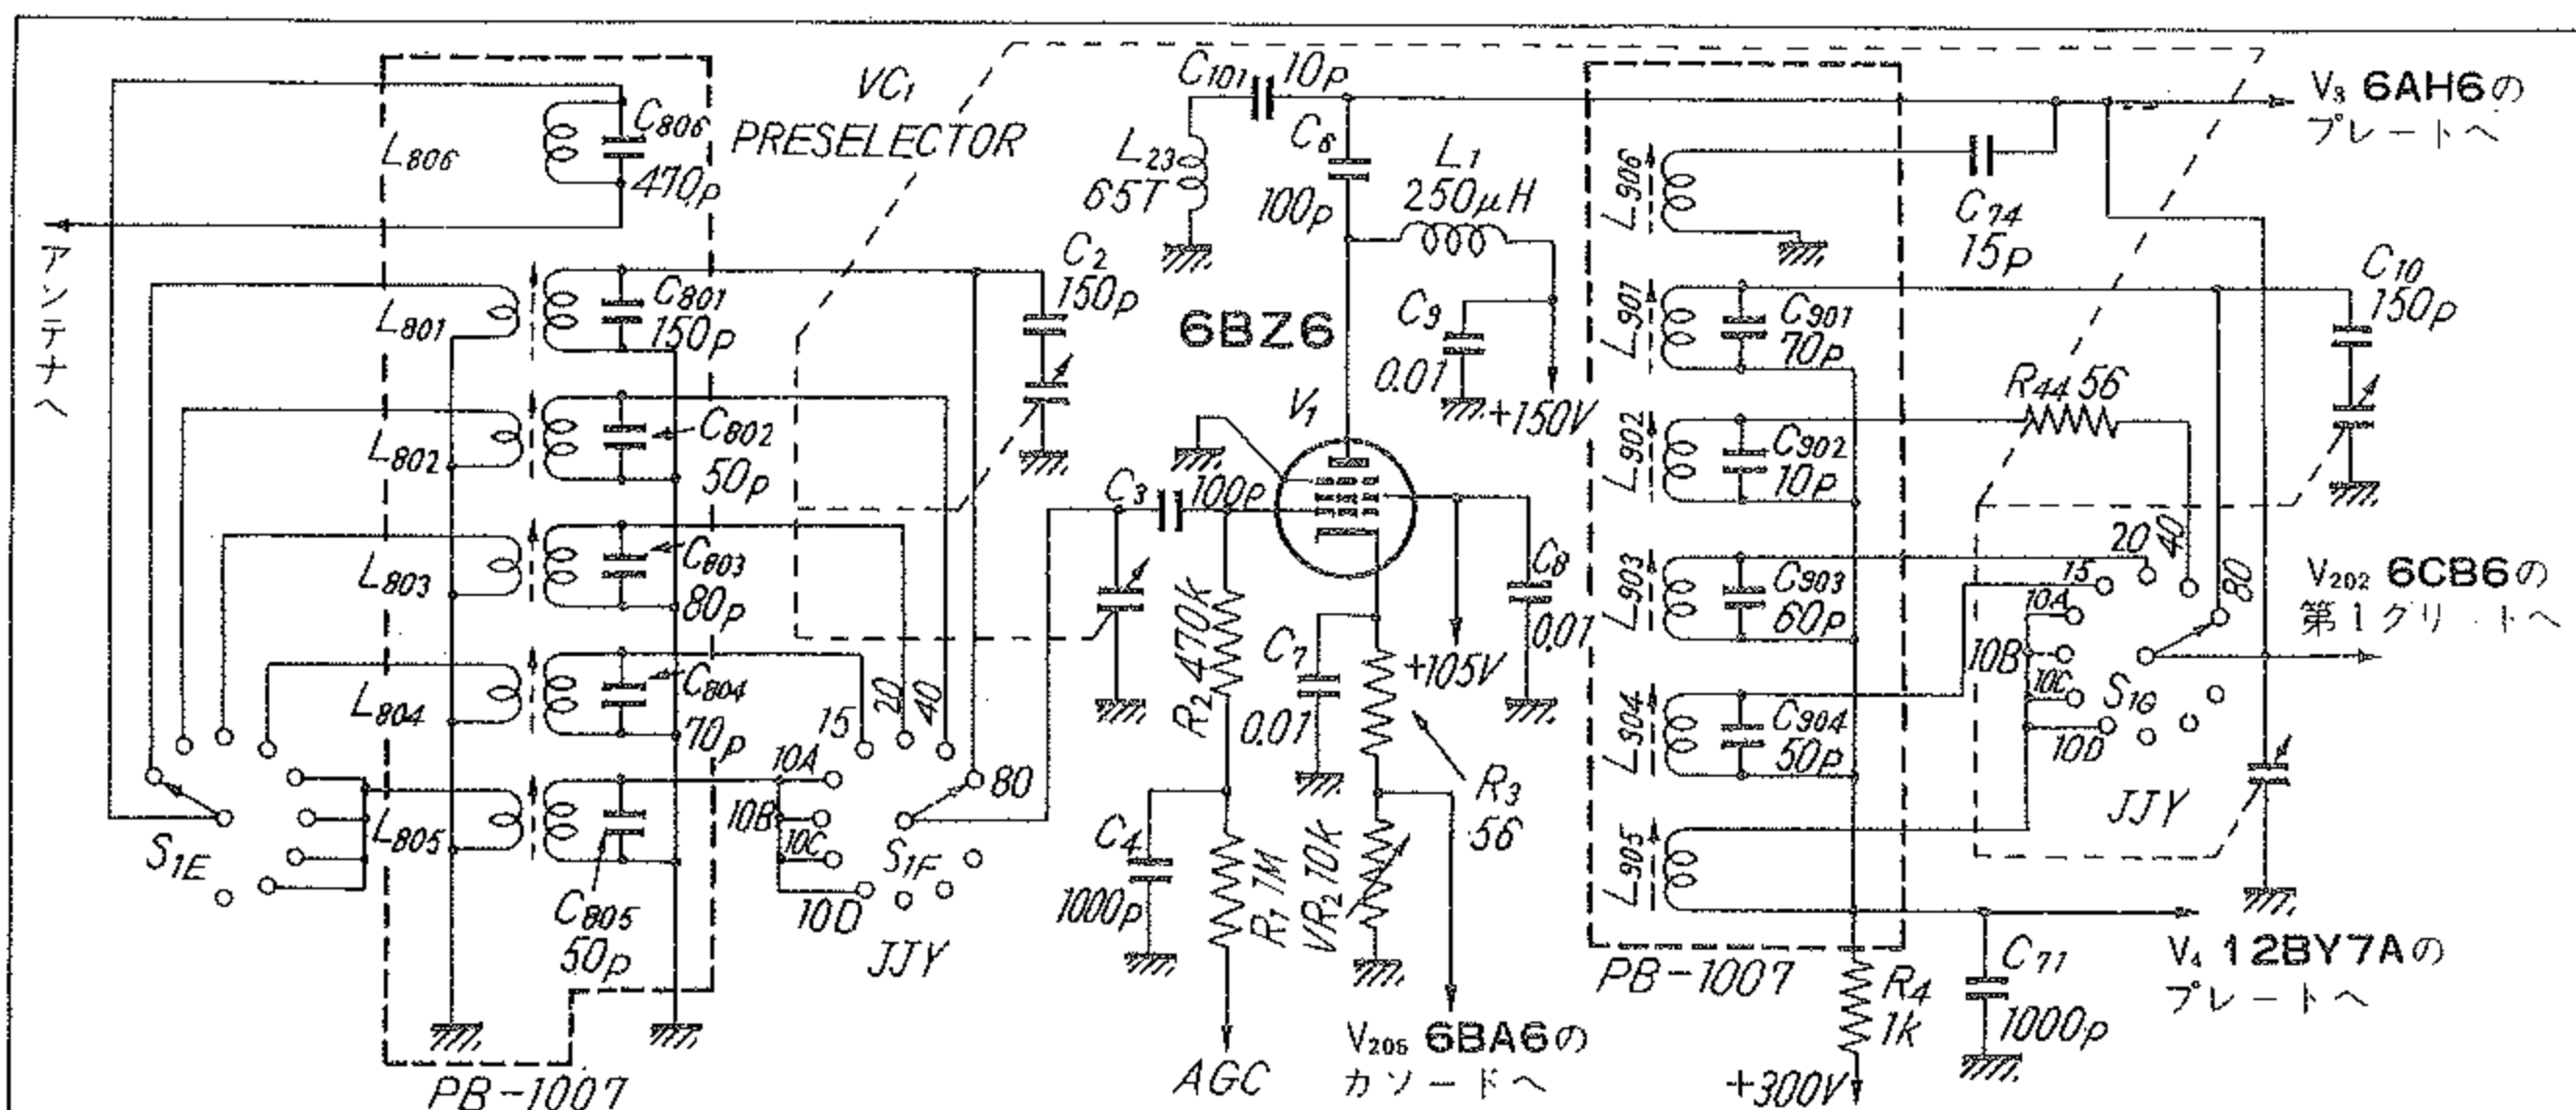 アンテナへ
L806
C806
470p
VC1
PRESELECTOR
L801
C801
150p
L802
C802
50p
L803
C803
80p
L804
C804
70p
L805
C805
50p
S1E
PB-1007
15
20
40
80
10A
10B
10C
10D
S1F
JJY
C2
150p
C3
100p
C101
10p
L23
65T
C6
100p
L1
250μH
C9
0.01
+150V
6BZ6
V1
R2 470K
C4
1000p
R1 1M
AGC
C7
0.01
R3
56
VR2 10K
+105V
C8
0.01
V205 6BA6の
カソードへ
L906
C74
15p
L901
C901
70p
L902
C902
10p
L903
C903
60p
L904
C904
50p
L905
PB-1007
R44 56
C10
150p
15
20
40
80
10A
10B
10C
10D
S1G
JJY
R4
1k
+300V
C71
1000p
V3 6AH6の
プレートへ
V202 6CB6の
第1グリ ートへ
V4 12BY7Aの
プレートへ